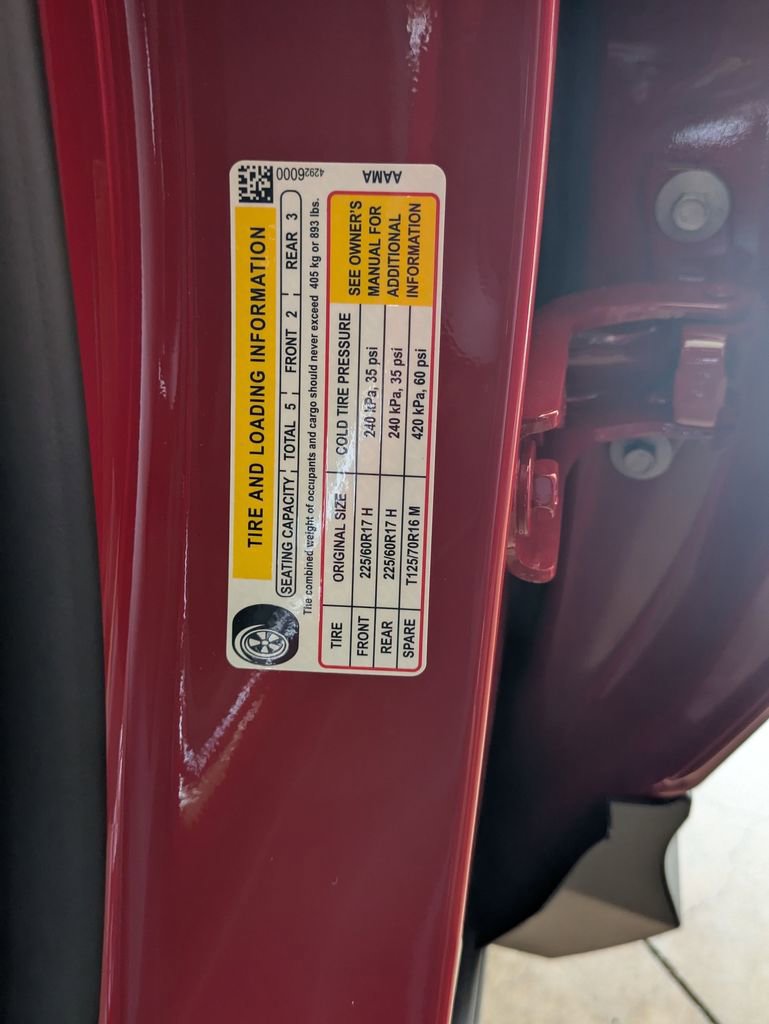 42926000
TIRE AND LOADING INFORMATION
SEATING CAPACITY TOTAL 5 FRONT 2 REAR 3
The combined weight of occupants and cargo should never exceed 405 kg or 893 lbs.
TIRE ORIGINAL SIZE COLD TIRE PRESSURE
FRONT 225/60R17 H 240 kPa, 35 psi
REAR 225/60R17 H 240 kPa, 35 psi
SPARE T125/70R16 M 420 kPa, 60 psi
SEE OWNER'S
MANUAL FOR
ADDITIONAL
INFORMATION
AAMA